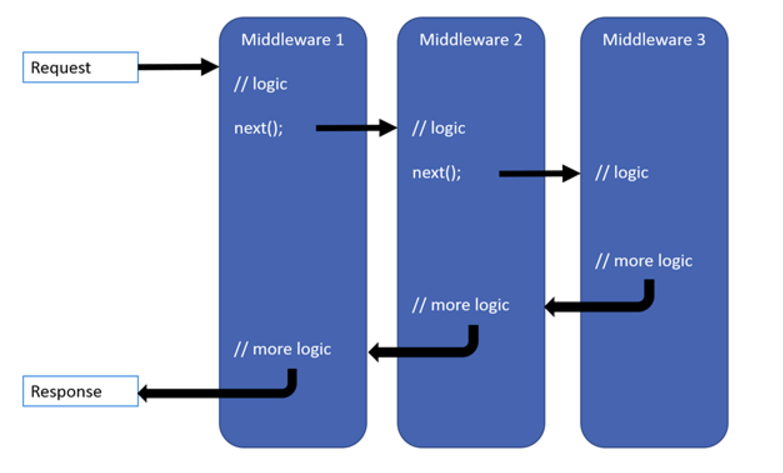 Middleware 1
Middleware 2
Middleware 3
Request
// logic
next();
// logic
next();
// logic
// more logic
// more logic
// more logic
Response